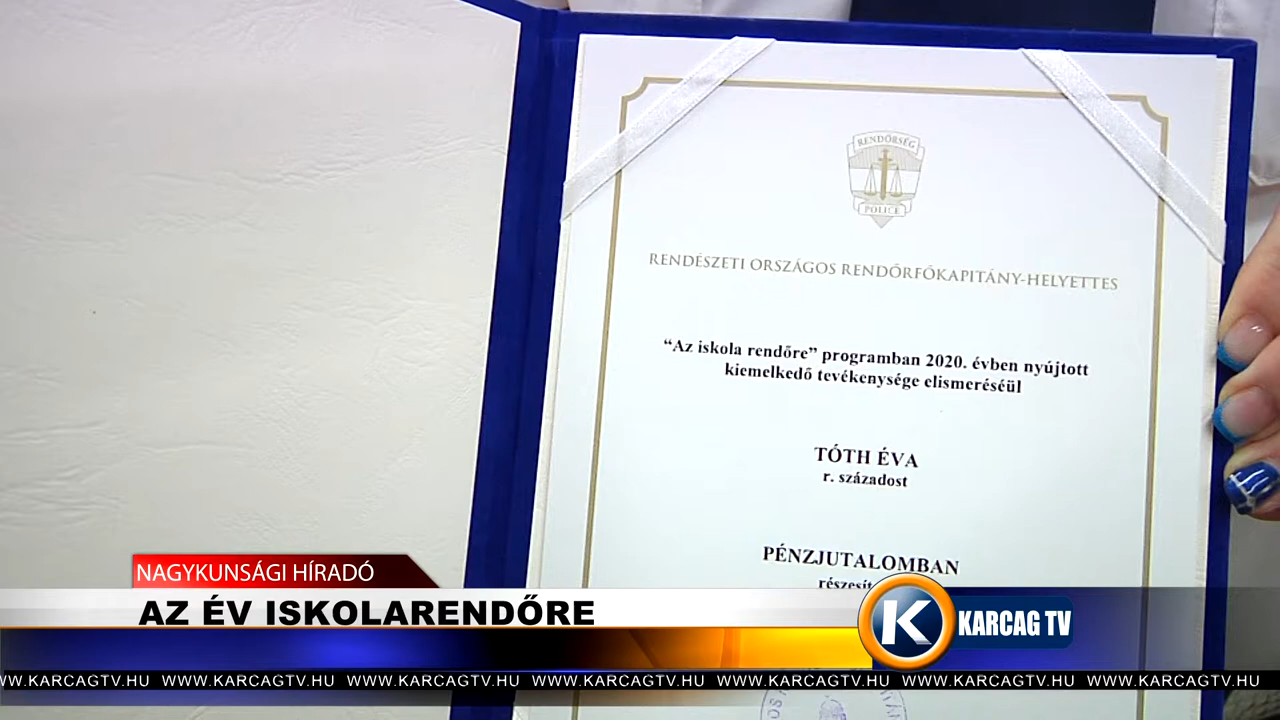 RENDŐRSÉG
POLICE
RENDÉSZETI ORSZÁGOS RENDŐRFŐKAPITÁNY-HELYETTES
“Az iskola rendőre” programban 2020. évben nyújtott
kiemelkedő tevékenysége elismeréséül
TÓTH ÉVA
r. századost
PÉNZJUTALOMBAN
NAGYKUNSÁGI HÍRADÓ
AZ ÉV ISKOLARENDŐRE
K KARCAG TV
WWW.KARCAGTV.HU WWW.KARCAGTV.HU WWW.KARCAGTV.HU WWW.KARCAGTV.HU WWW.KARCAGTV.HU WWW.KARCAGTV.HU WWW.KARCAGTV.HU